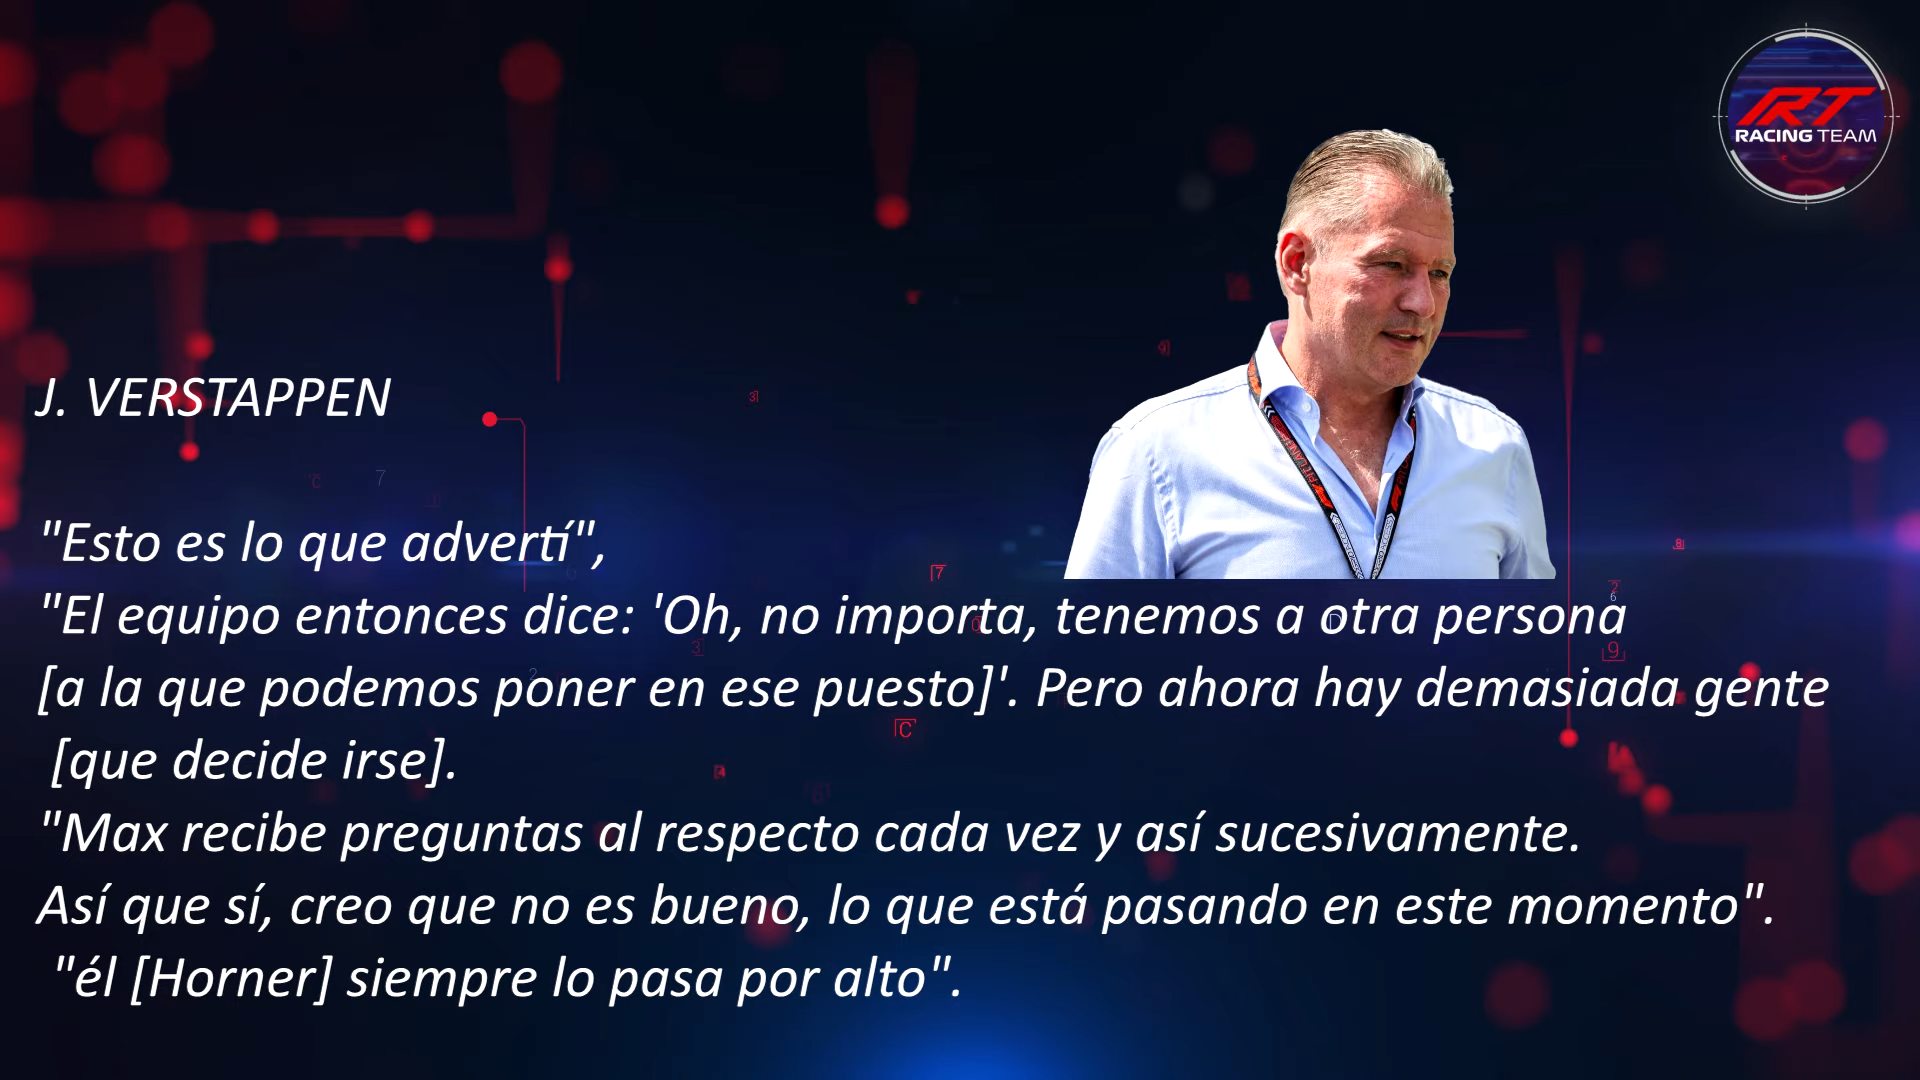 RT
RACING TEAM
J. VERSTAPPEN
"Esto es lo que advertí",
"El equipo entonces dice: 'Oh, no importa, tenemos a otra persona
[a la que podemos poner en ese puesto]'. Pero ahora hay demasiada gente
[que decide irse].
"Max recibe preguntas al respecto cada vez y así sucesivamente.
Así que sí, creo que no es bueno, lo que está pasando en este momento".
"él [Horner] siempre lo pasa por alto".